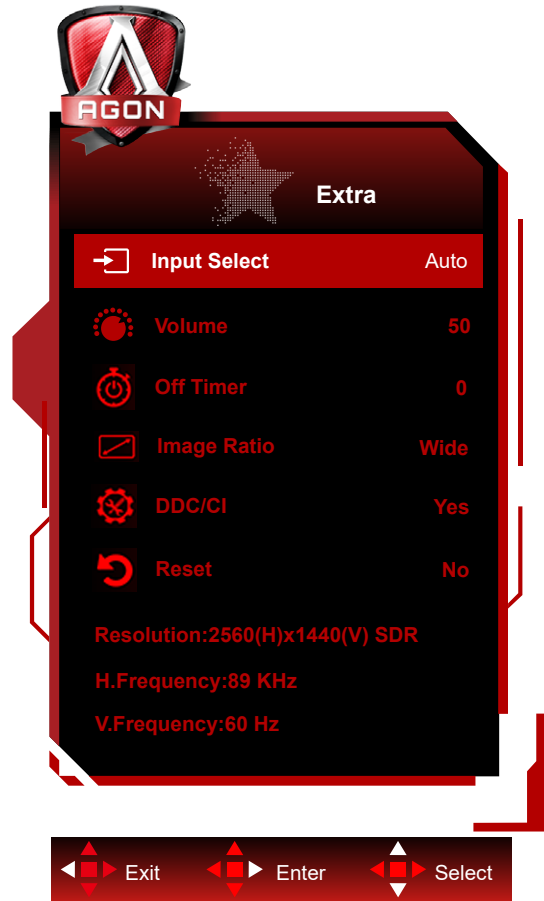 AGON
Extra
Input Select Auto
Volume 50
Off Timer 0
Image Ratio Wide
DDC/CI Yes
Reset No
Resolution:2560(H)x1440(V) SDR
H.Frequency:89 KHz
V.Frequency:60 Hz
Exit Enter Select